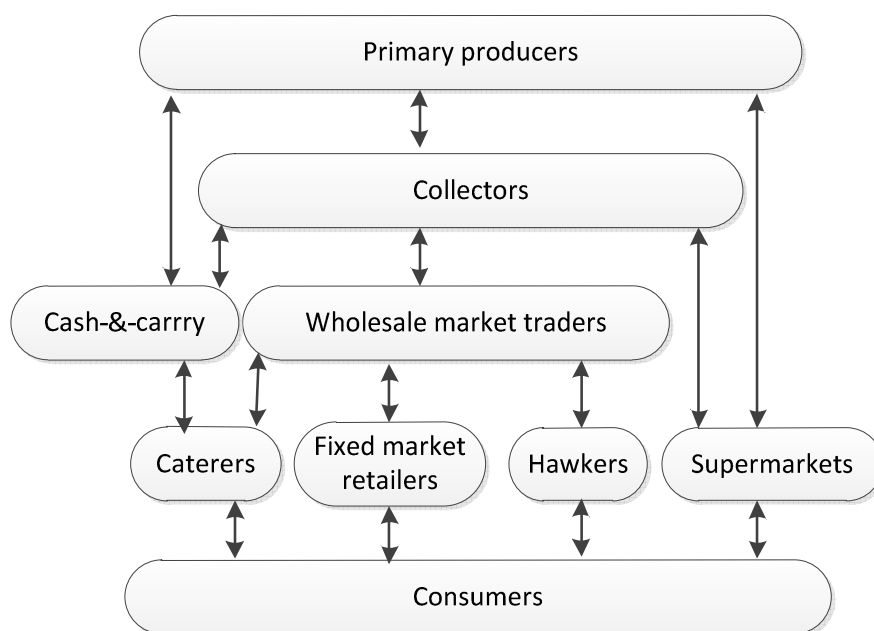 Primary producers
Collectors
Cash-&-carrry
Wholesale market traders
Caterers
Fixed market
retailers
Hawkers
Supermarkets
Consumers